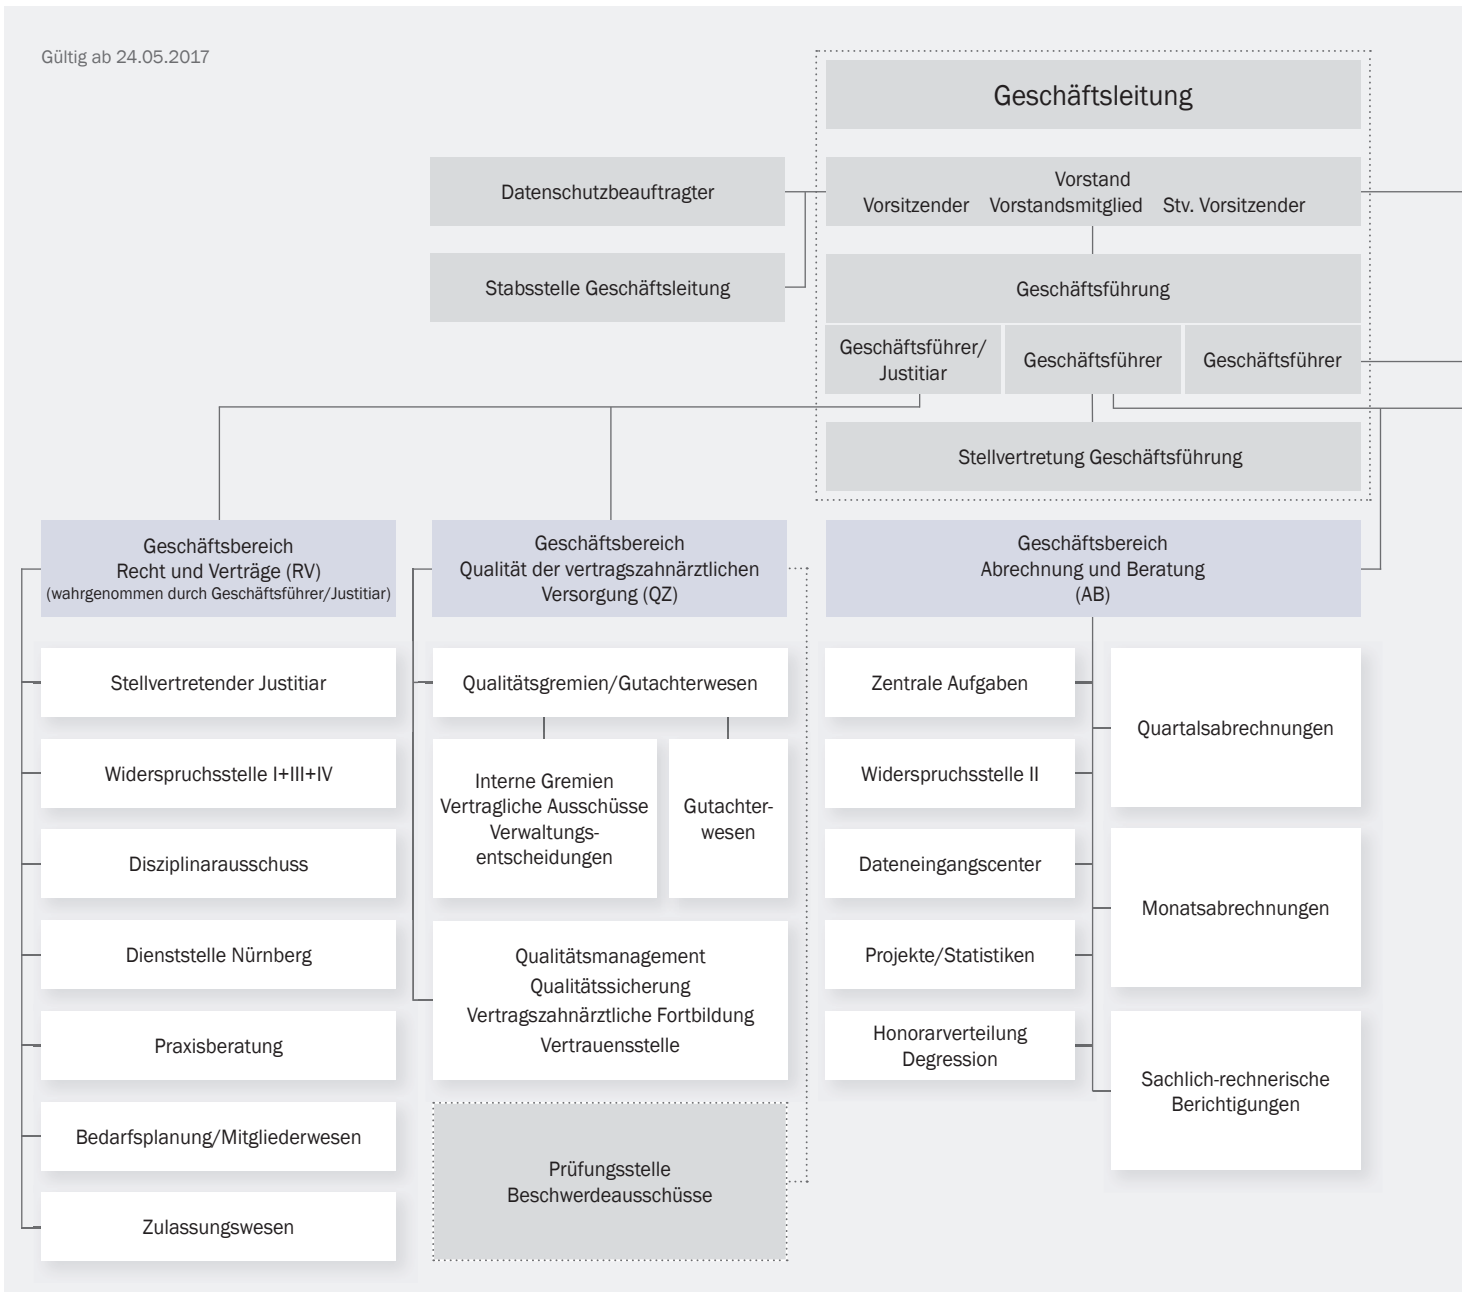 Gültig ab 24.05.2017
Geschäftsleitung
Datenschutzbeauftragter
Vorstand
Vorsitzender Vorstandsmitglied Stv. Vorsitzender
Stabsstelle Geschäftsleitung
Geschäftsführung
Geschäftsführer/
Justitiar
Geschäftsführer
Geschäftsführer
Stellvertretung Geschäftsführung
Geschäftsbereich
Recht und Verträge (RV)
(wahrgenommen durch Geschäftsführer/Justitiar)
Stellvertretender Justitiar
Widerspruchsstelle I+III+IV
Disziplinarausschuss
Dienststelle Nürnberg
Praxisberatung
Bedarfsplanung/Mitgliederwesen
Zulassungswesen
Geschäftsbereich
Qualität der vertragszahnärztlichen
Versorgung (QZ)
Qualitätsgremien/Gutachterwesen
Interne Gremien
Vertragliche Ausschüsse
Verwaltungs-
entscheidungen
Gutachter-
wesen
Qualitätsmanagement
Qualitätssicherung
Vertragszahnärztliche Fortbildung
Vertrauensstelle
Prüfungsstelle
Beschwerdeausschüsse
Geschäftsbereich
Abrechnung und Beratung
(AB)
Zentrale Aufgaben
Widerspruchsstelle II
Dateneingangscenter
Projekte/Statistiken
Honorarverteilung
Degression
Quartalsabrechnungen
Monatsabrechnungen
Sachlich-rechnerische
Berichtigungen